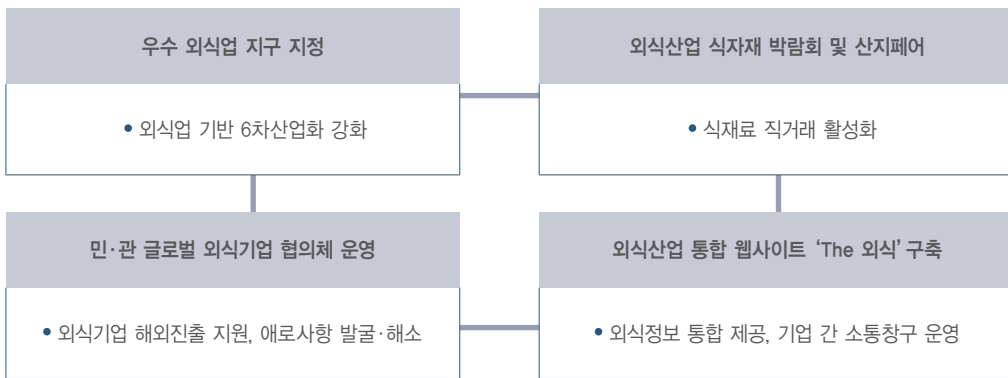 우수 외식업 지구 지정
• 외식업 기반 6차산업화 강화
외식산업 식자재 박람회 및 산지페어
• 식재료 직거래 활성화
민·관 글로벌 외식기업 협의체 운영
• 외식기업 해외진출 지원, 애로사항 발굴·해소
외식산업 통합 웹사이트 ‘The 외식’ 구축
• 외식정보 통합 제공, 기업 간 소통창구 운영